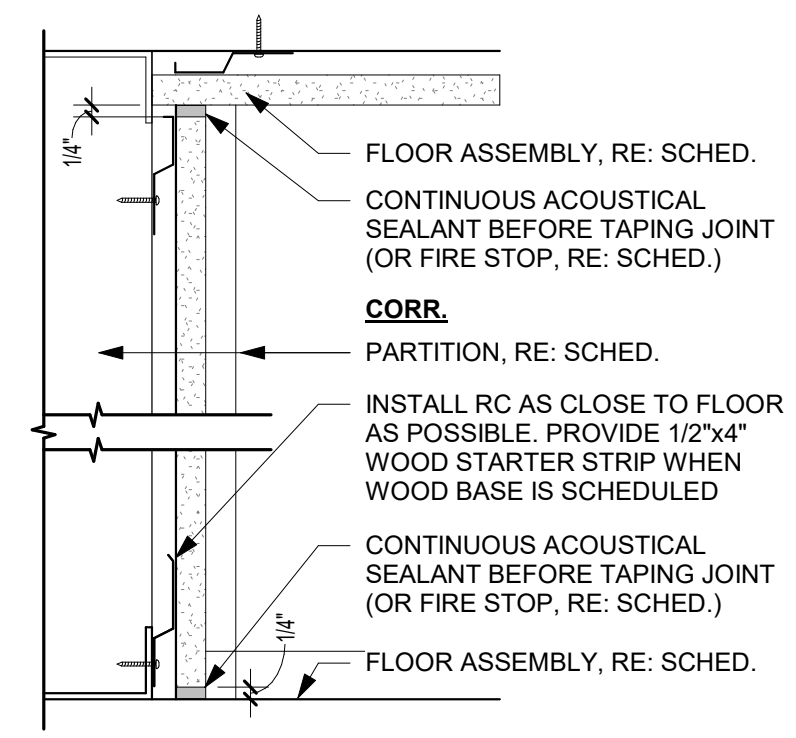 1/4"
FLOOR ASSEMBLY, RE: SCHED.
CONTINUOUS ACOUSTICAL
SEALANT BEFORE TAPING JOINT
(OR FIRE STOP, RE: SCHED.)
CORR.
PARTITION, RE: SCHED.
INSTALL RC AS CLOSE TO FLOOR
AS POSSIBLE. PROVIDE 1/2"x4"
WOOD STARTER STRIP WHEN
WOOD BASE IS SCHEDULED
CONTINUOUS ACOUSTICAL
SEALANT BEFORE TAPING JOINT
(OR FIRE STOP, RE: SCHED.)
1/4"
FLOOR ASSEMBLY, RE: SCHED.